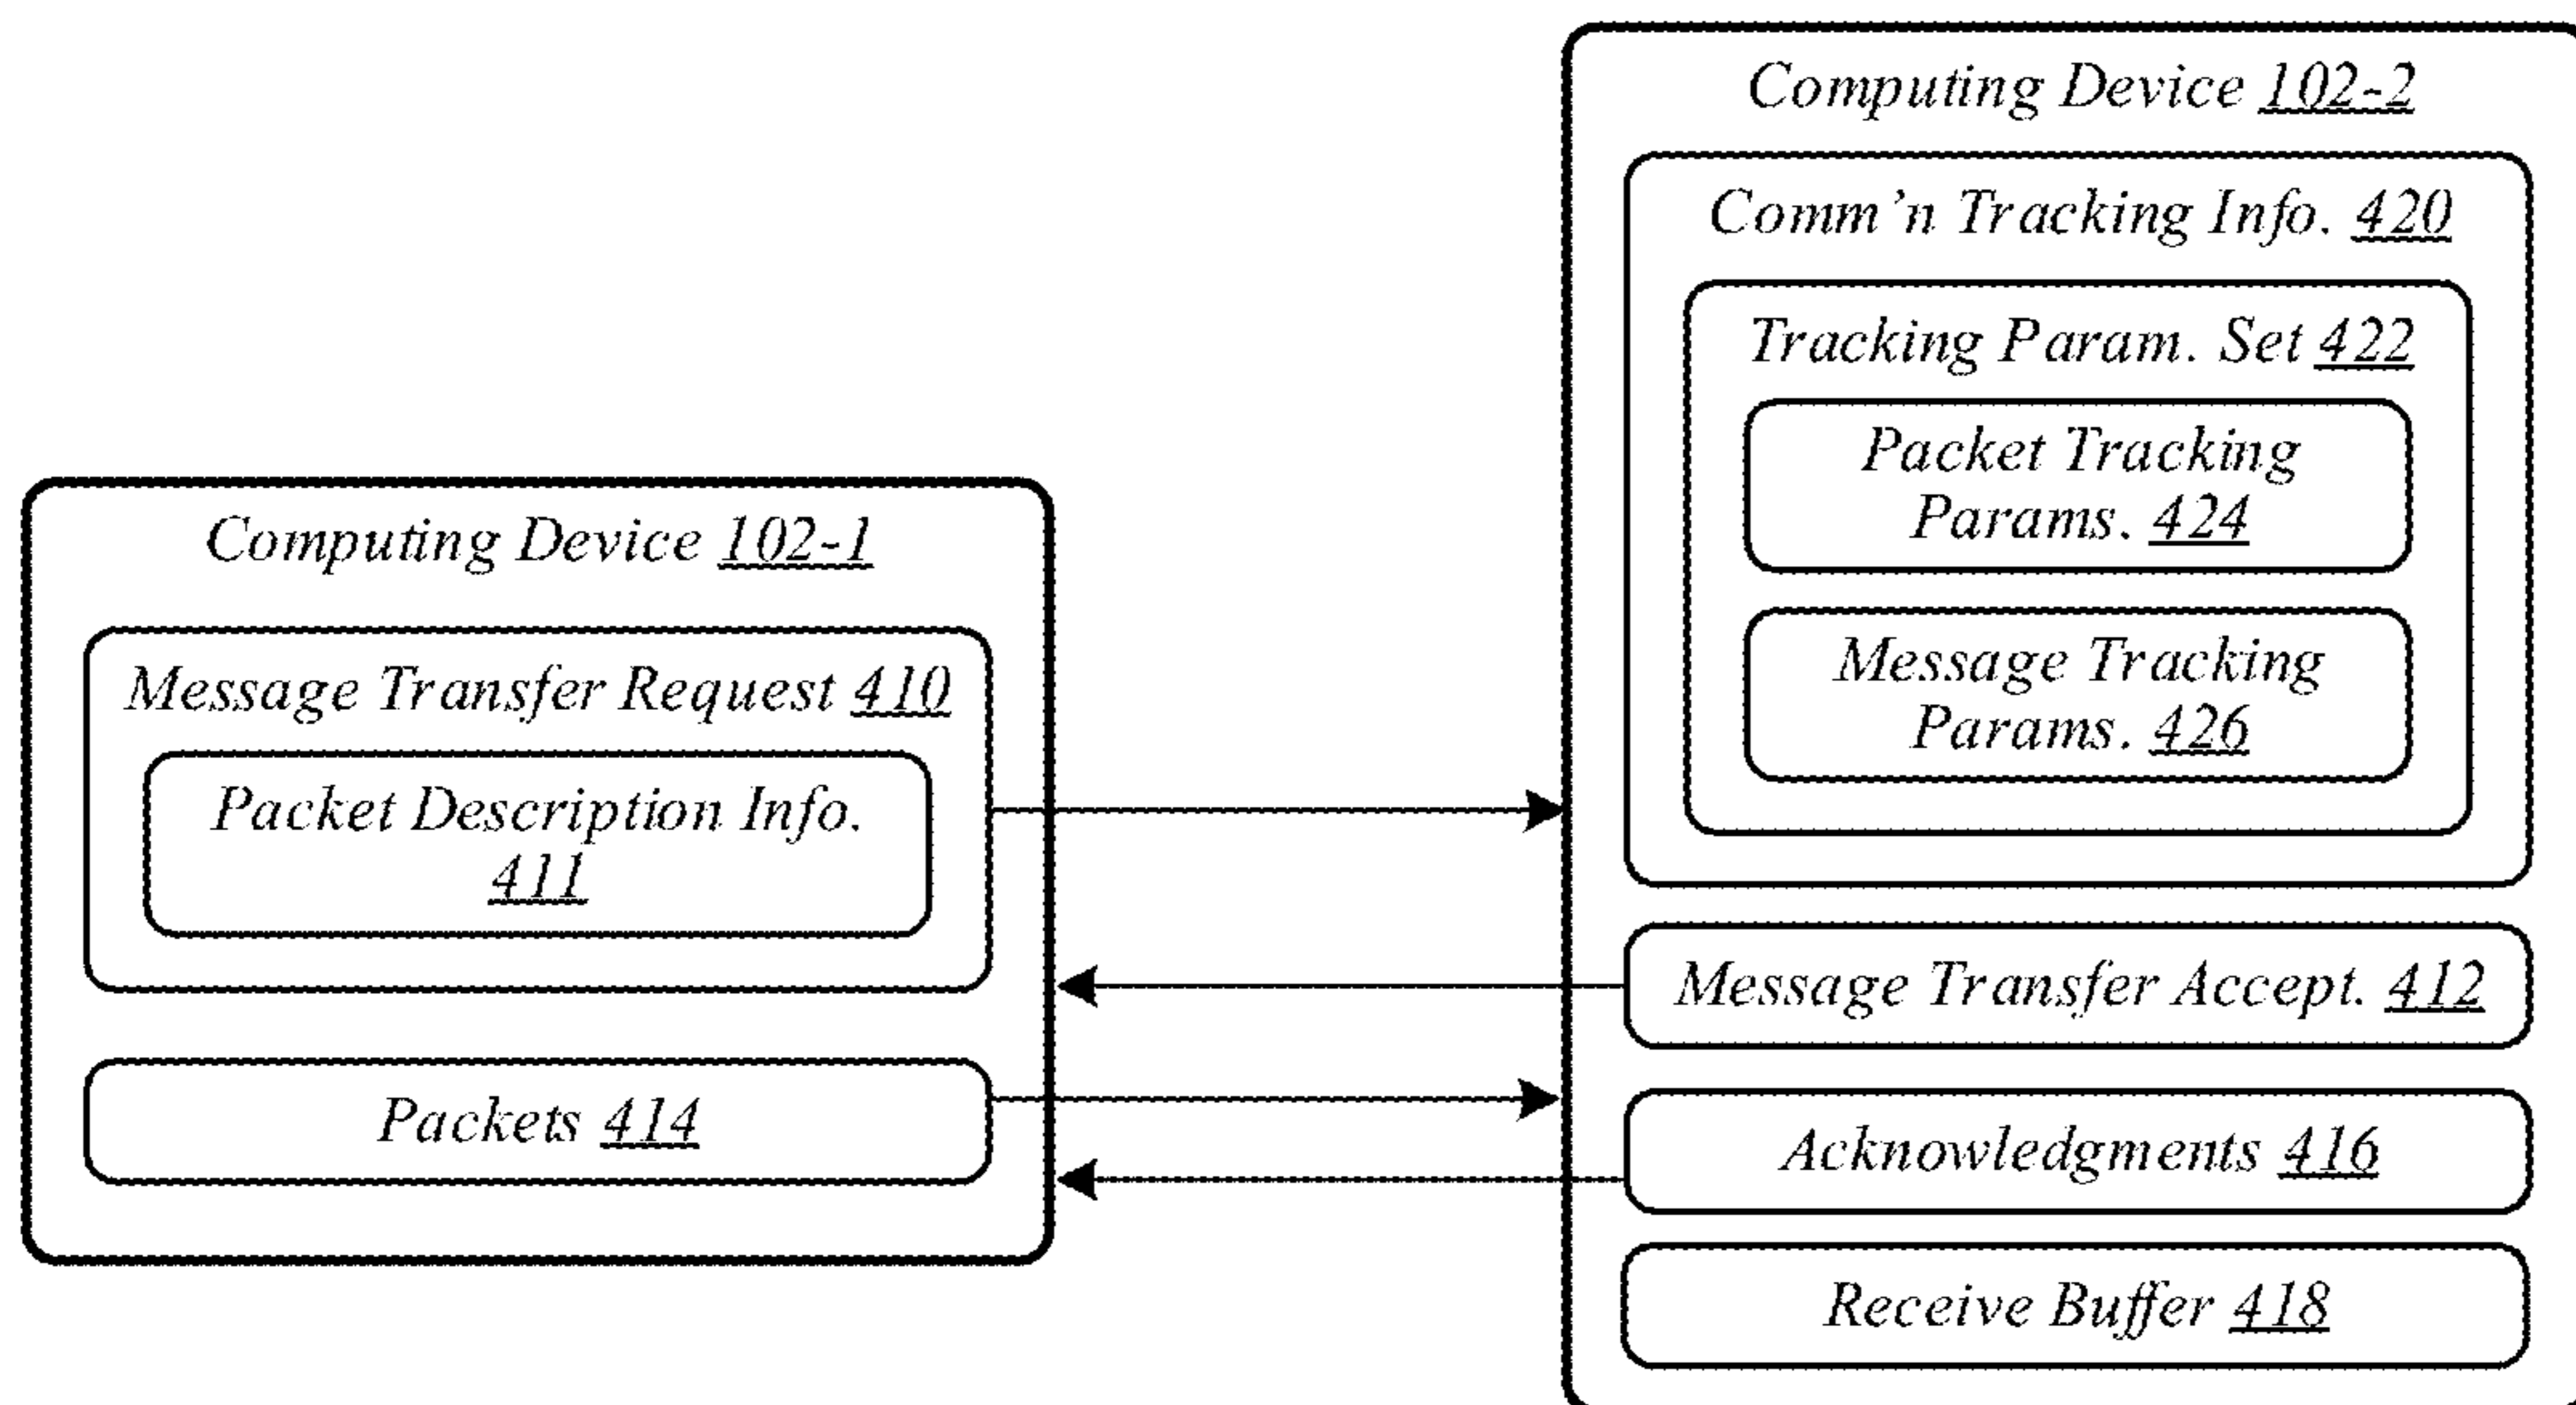 Computing Device 102-1
Message Transfer Request 410
Packet Description Info.
411
Packets 414
Computing Device 102-2
Comm'n Tracking Info. 420
Tracking Param. Set 422
Packet Tracking
Params. 424
Message Tracking
Params. 426
Message Transfer Accept. 412
Acknowledgments 416
Receive Buffer 418